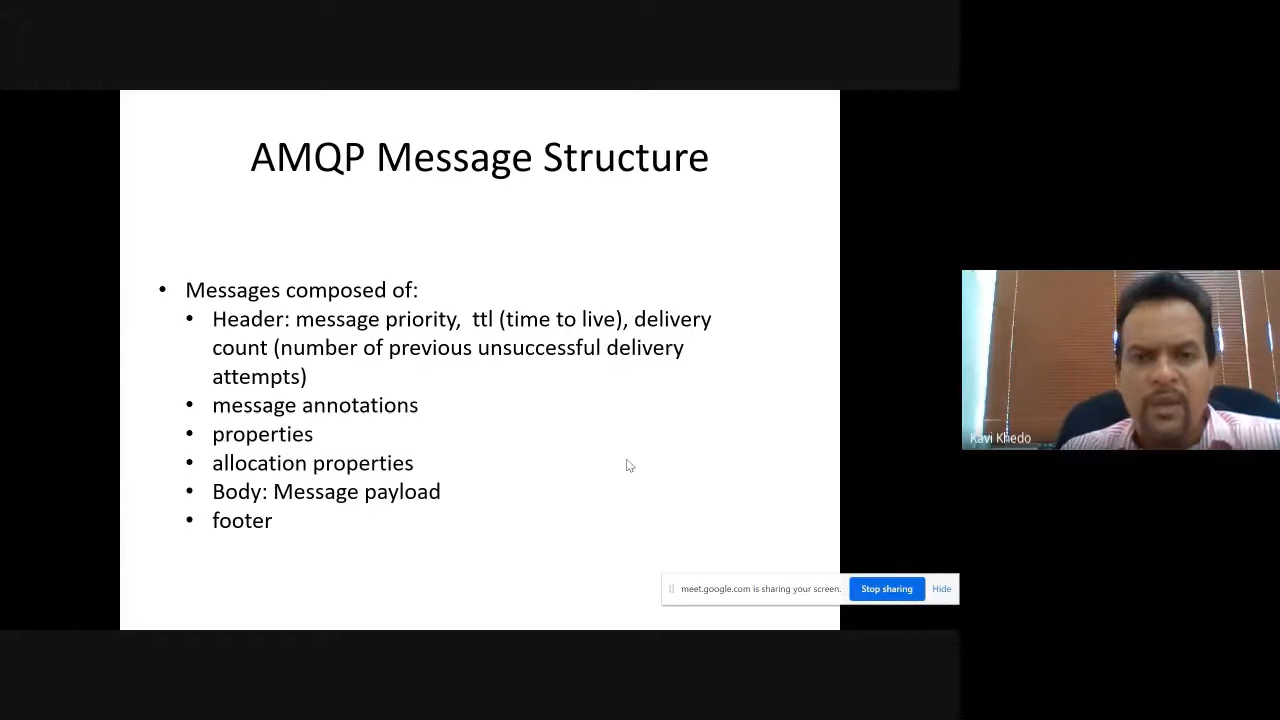 AMQP Message Structure
• Messages composed of:
• Header: message priority, ttl (time to live), delivery
count (number of previous unsuccessful delivery
attempts)
• message annotations
• properties
• allocation properties
• Body: Message payload
• footer
Kavi Khedo
meet.google.com is sharing your screen. Stop sharing Hide